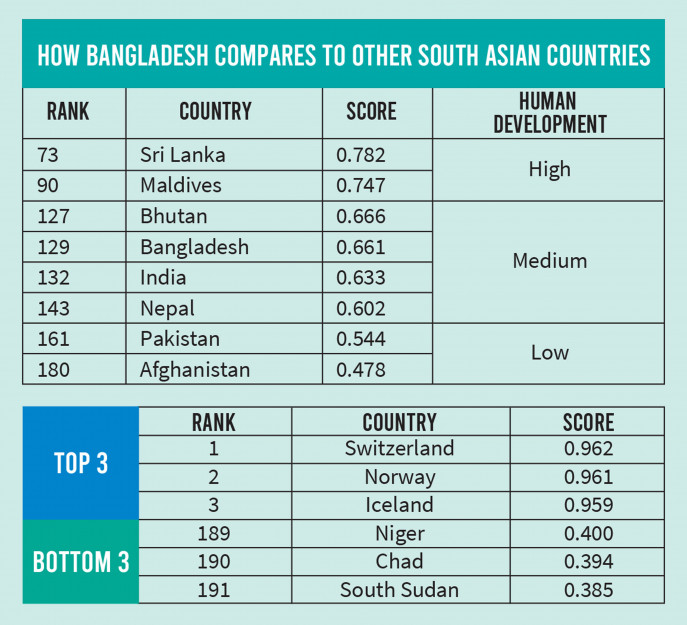 HOW BANGLADESH COMPARES TO OTHER SOUTH ASIAN COUNTRIES
RANK COUNTRY SCORE HUMAN DEVELOPMENT
73 Sri Lanka 0.782 High
90 Maldives 0.747
127 Bhutan 0.666 Medium
129 Bangladesh 0.661
132 India 0.633
143 Nepal 0.602
161 Pakistan 0.544 Low
180 Afghanistan 0.478
TOP 3
RANK COUNTRY SCORE
1 Switzerland 0.962
2 Norway 0.961
3 Iceland 0.959
BOTTOM 3
189 Niger 0.400
190 Chad 0.394
191 South Sudan 0.385